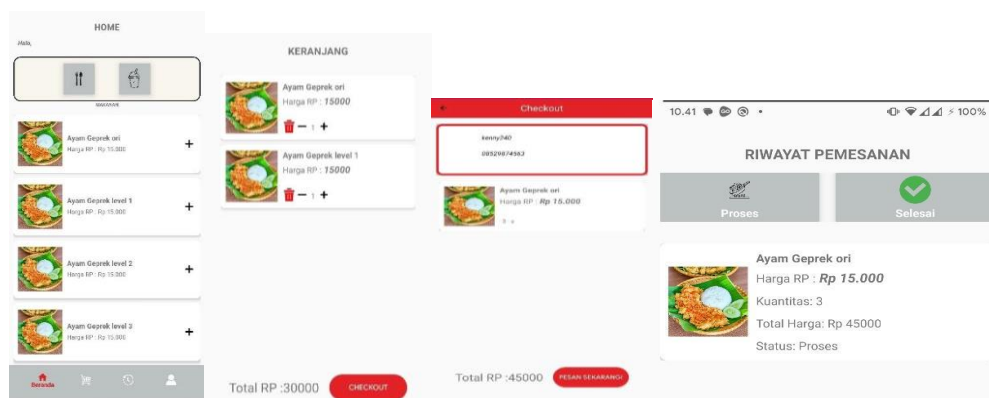 HOME
Halo,
MAKANAN
Ayam Geprek ori
Harga RP : Rp 15.000
+
Ayam Geprek level 1
Harga RP : Rp 15.000
+
Ayam Geprek level 2
Harga RP : Rp 15.000
+
Ayam Geprek level 3
Harga RP : Rp 15.000
+
Beranda
KERANJANG
Ayam Geprek ori
Harga RP : 15000
− 1 +
Ayam Geprek level 1
Harga RP : 15000
− 1 +
Total RP :30000
CHECKOUT
Checkout
kenny240
08529874563
Ayam Geprek ori
Harga RP : Rp 15.000
Total RP :45000
PESAN SEKARANG!
10.41
100%
RIWAYAT PEMESANAN
Proses
Selesai
Ayam Geprek ori
Harga RP : Rp 15.000
Kuantitas: 3
Total Harga: Rp 45000
Status: Proses